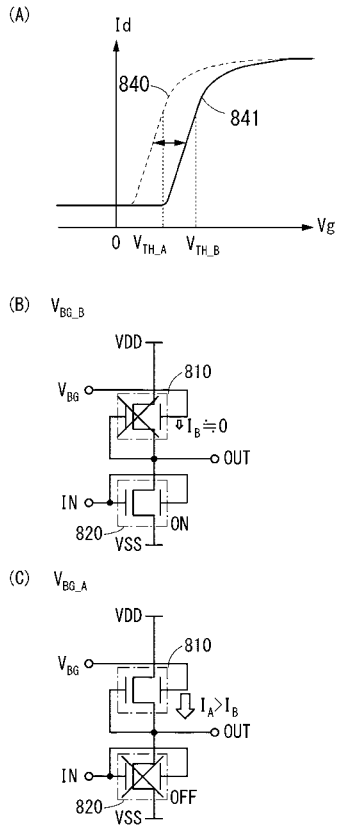 (A)
Id
840
841
0
V_TH_A
V_TH_B
Vg
(B) V_BG_B
VDD
810
V_BG
I_B≒0
OUT
IN
ON
820
VSS
(C) V_BG_A
VDD
810
V_BG
I_A>I_B
OUT
IN
OFF
820
VSS